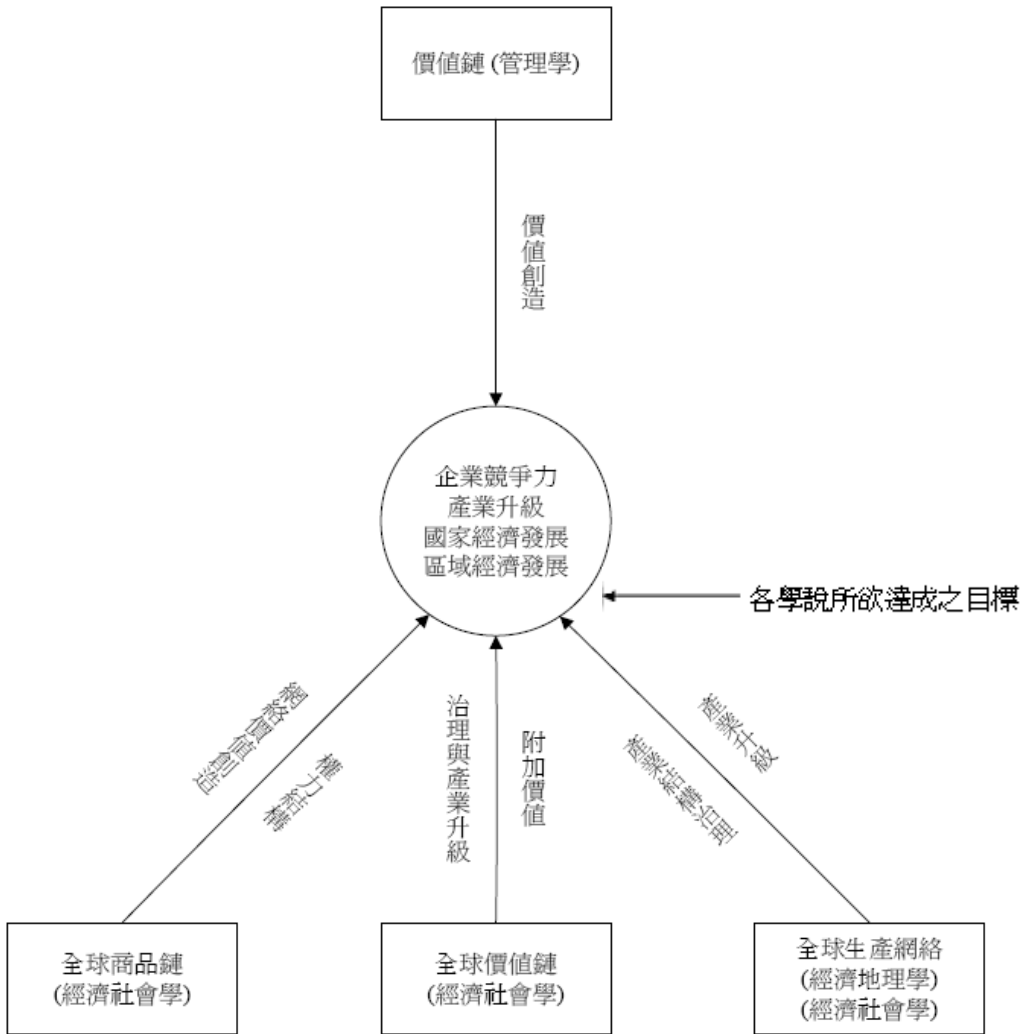 價值鏈 (管理學)
價值創造
企業競爭力
產業升級
國家經濟發展
區域經濟發展
各學說所欲達成之目標
網絡價值創造
權力結構
治理與產業升級
附加價值
產業升級
產業結構治理
全球商品鏈
(經濟社會學)
全球價值鏈
(經濟社會學)
全球生產網絡
(經濟地理學)
(經濟社會學)